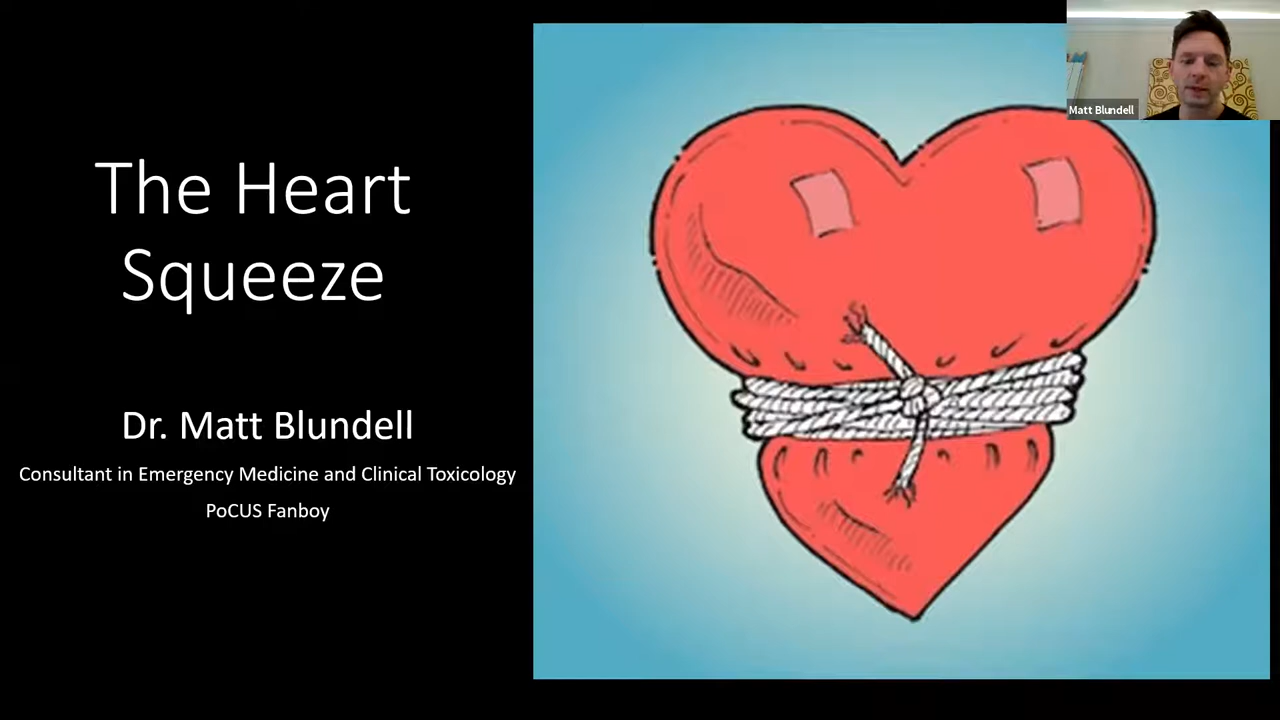 The Heart
Squeeze
Dr. Matt Blundell
Consultant in Emergency Medicine and Clinical Toxicology
PoCUS Fanboy
Matt Blundell